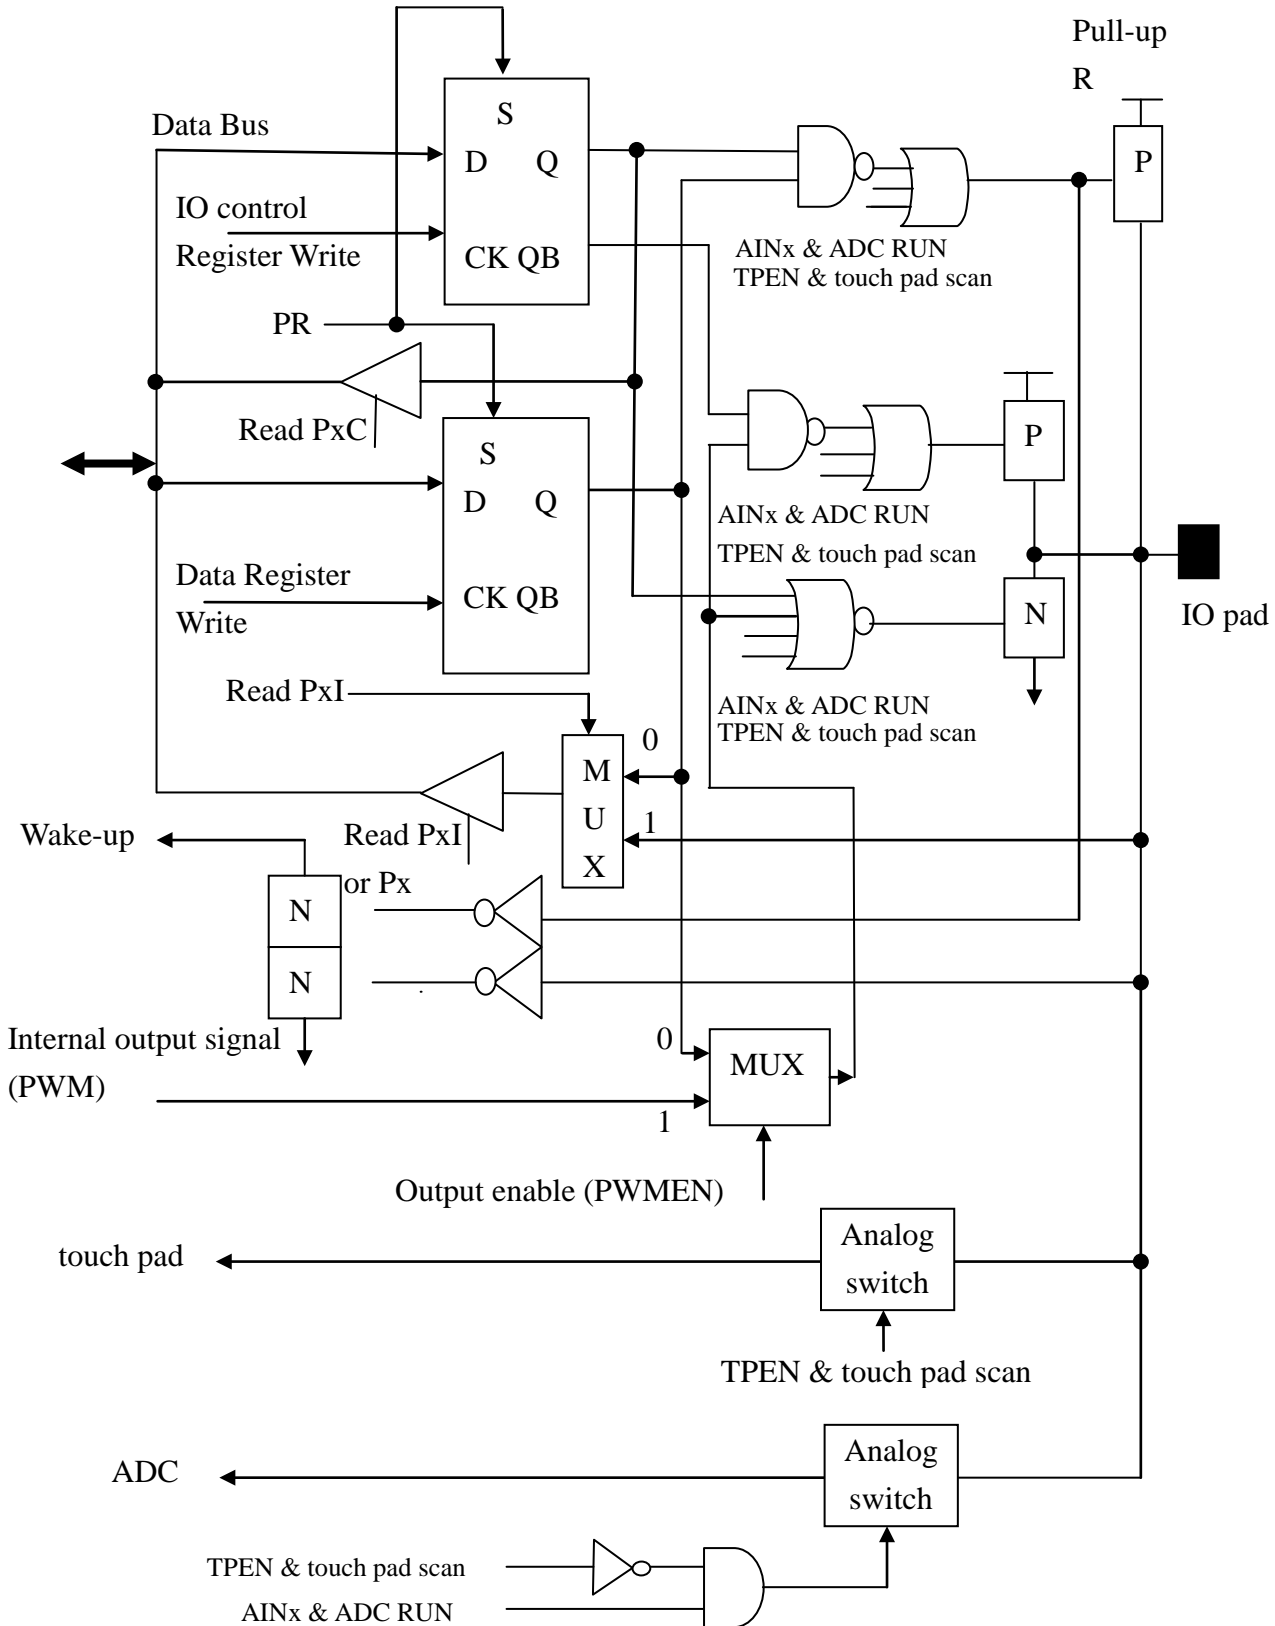 Pull-up
R
S
Data Bus
D Q
P
IO control
Register Write
CK QB
AINx & ADC RUN
TPEN & touch pad scan
PR
Read PxC
P
S
D Q
AINx & ADC RUN
TPEN & touch pad scan
Data Register
Write
CK QB
N
IO pad
Read PxI
AINx & ADC RUN
TPEN & touch pad scan
0
M
U
X
1
Wake-up
Read PxI
or Px
N
N
Internal output signal
(PWM)
0
MUX
1
Output enable (PWMEN)
touch pad
Analog
switch
TPEN & touch pad scan
ADC
Analog
switch
TPEN & touch pad scan
AINx & ADC RUN